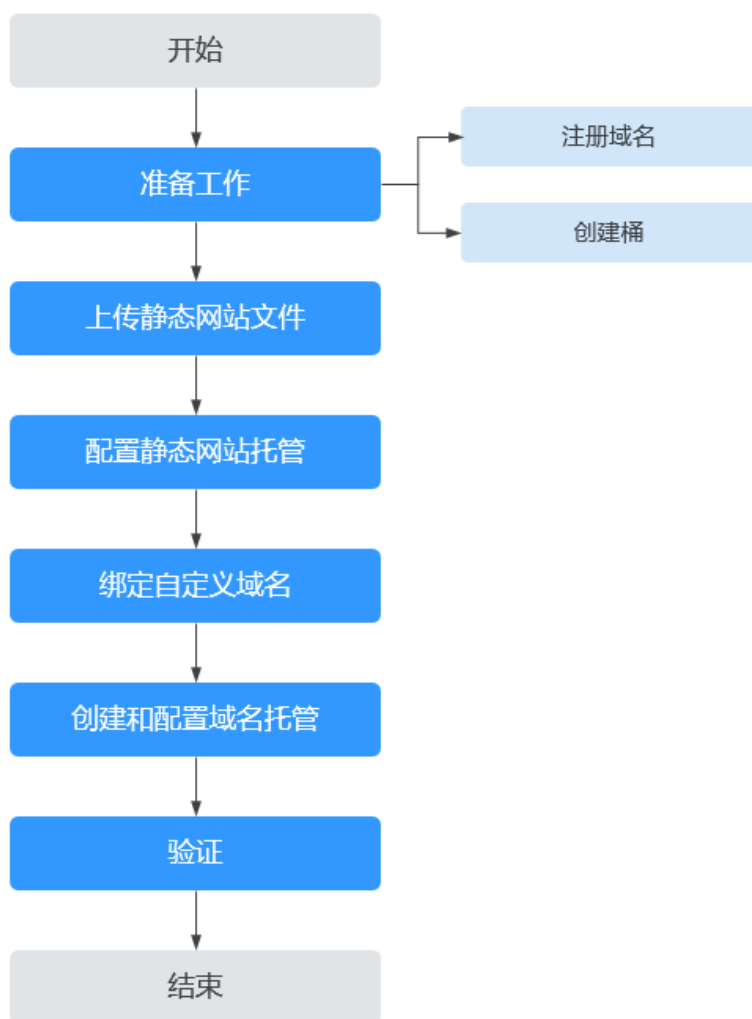 开始
准备工作
注册域名
创建桶
上传静态网站文件
配置静态网站托管
绑定自定义域名
创建和配置域名托管
验证
结束